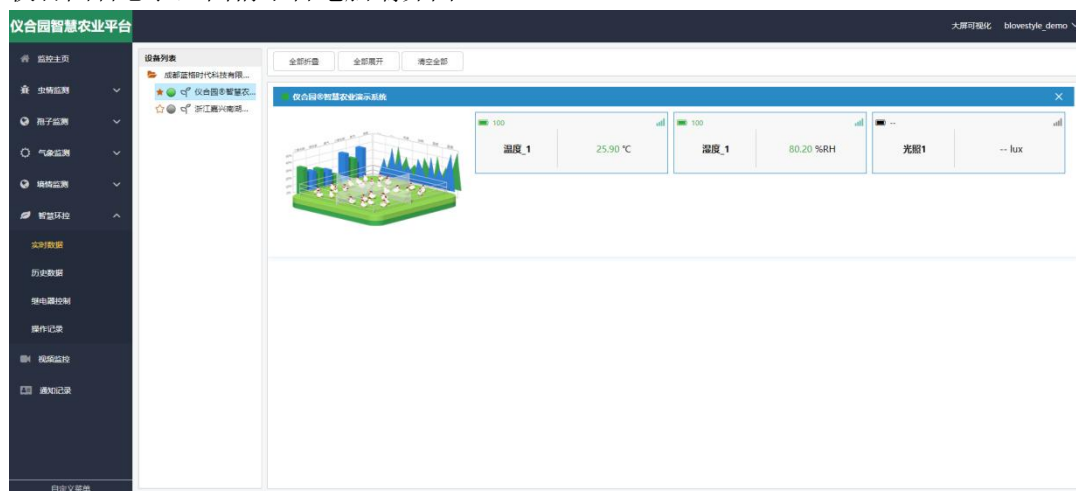 仪合园智慧农业平台
大屏可视化 blovestyle_demo
监控主页
虫情监测
孢子监测
气象监测
墒情监测
智慧环控
实时数据
历史数据
继电器控制
操作记录
视频监控
通知记录
自定义菜单
设备列表
成都蓝格时代科技有限...
仪合园®智慧农...
浙江嘉兴南湖...
全部折叠 全部展开 清空全部
仪合园®智慧农业演示系统
100
温度_1 25.90 ℃
100
湿度_1 80.20 %RH
--
光照1 -- lux